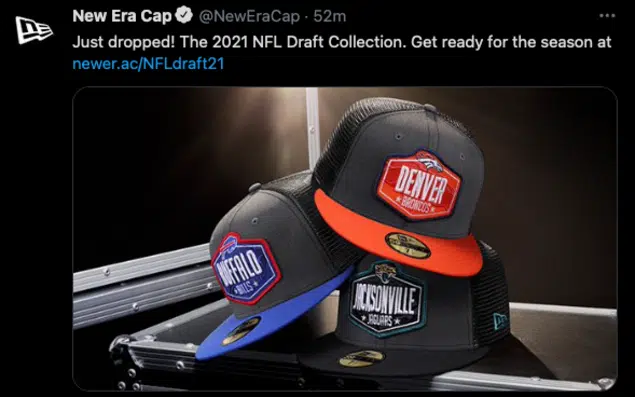 New Era Cap @NewEraCap · 52m
Just dropped! The 2021 NFL Draft Collection. Get ready for the season at
newer.ac/NFLdraft21
DENVER
BRONCOS
BUFFALO
BILLS
JACKSONVILLE
JAGUARS